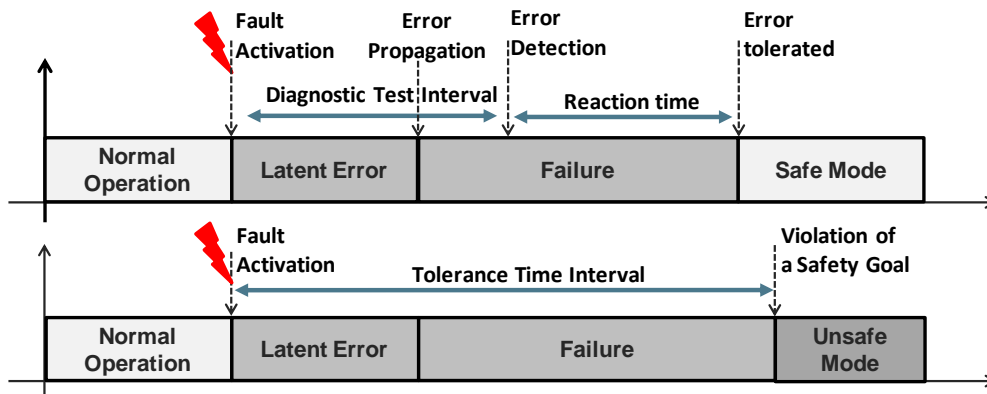 Fault
Activation
Error
Propagation
Error
Detection
Error
tolerated
Diagnostic Test Interval
Reaction time
Normal
Operation
Latent Error
Failure
Safe Mode
Fault
Activation
Violation of
a Safety Goal
Tolerance Time Interval
Normal
Operation
Latent Error
Failure
Unsafe
Mode